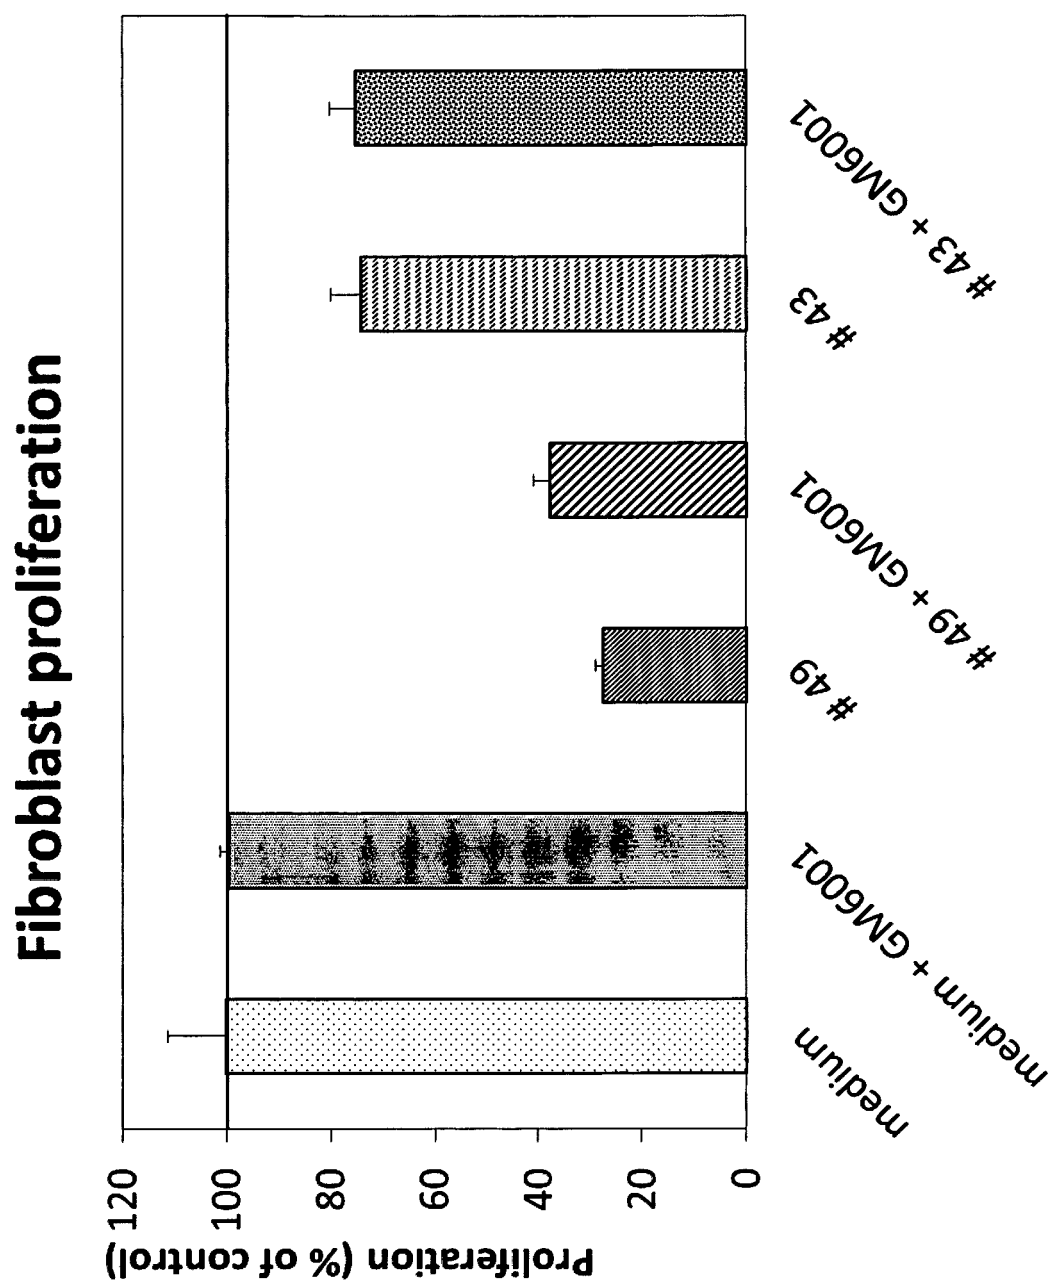 Fibroblast proliferation
Proliferation (% of control)
120
100
80
60
40
20
0
medium
medium + GM6001
# 49
# 49 + GM6001
# 43
# 43 + GM6001